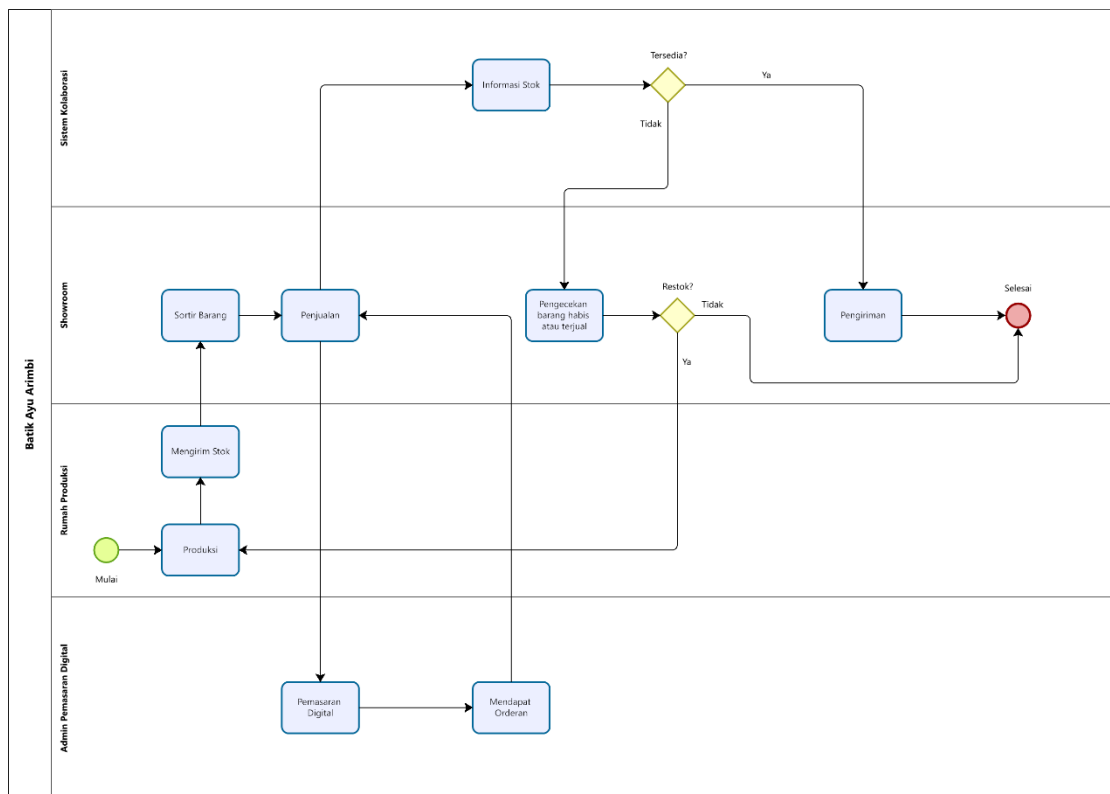 Batik Ayu Arimbi
Sistem Kolaborasi
Informasi Stok
Tersedia?
Ya
Tidak
Showroom
Sortir Barang
Penjualan
Pengecekan
barang habis
atau terjual
Restok?
Tidak
Ya
Pengiriman
Selesai
Rumah Produksi
Mengirim Stok
Mulai
Produksi
Admin Pemasaran Digital
Pemasaran
Digital
Mendapat
Orderan